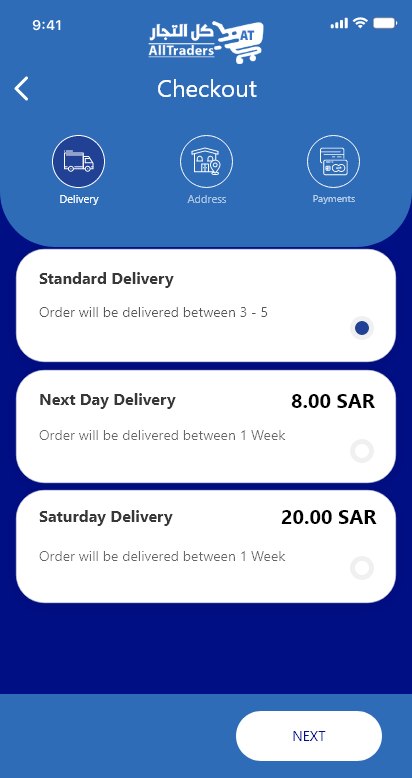 9:41
كل التجار AT
AllTraders
Checkout
Delivery Address Payments
Standard Delivery
Order will be delivered between 3 - 5
Next Day Delivery 8.00 SAR
Order will be delivered between 1 Week
Saturday Delivery 20.00 SAR
Order will be delivered between 1 Week
NEXT